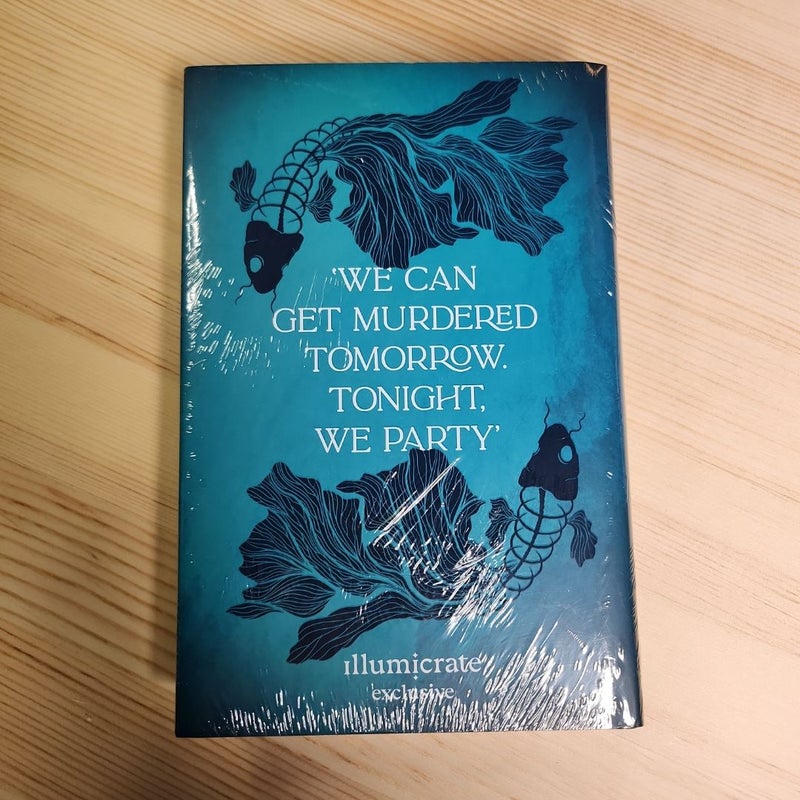 ‘WE CAN
GET MURDERED
TOMORROW.
TONIGHT,
WE PARTY’
illumicrate
exclusive